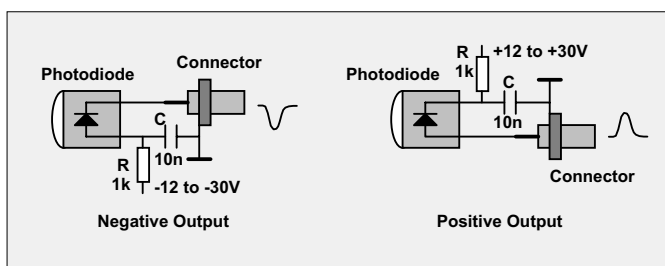 Photodiode
Connector
C
10n
R
1k
-12 to -30V
Negative Output
R
1k
+12 to +30V
Photodiode
C
10n
Connector
Positive Output